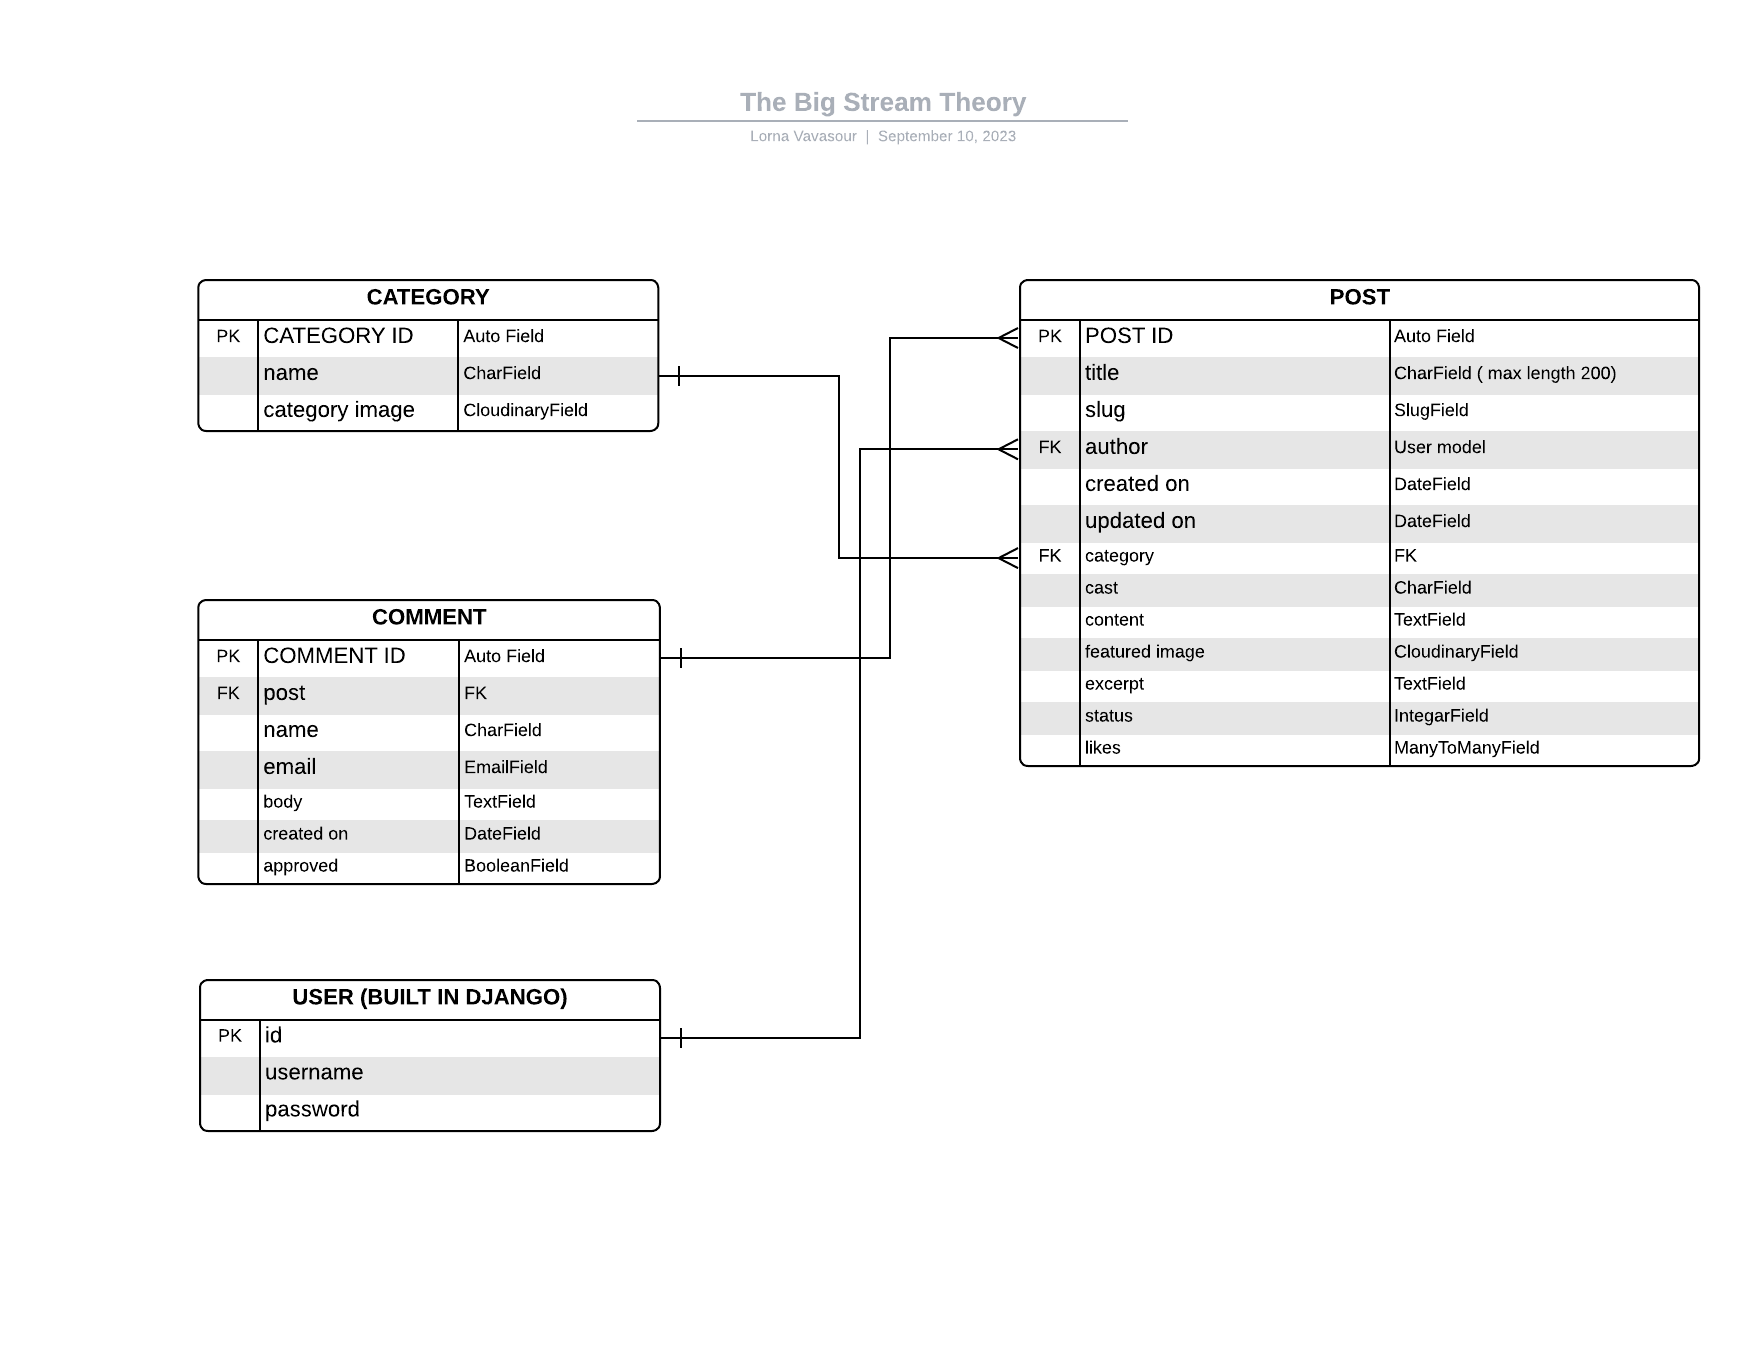 The Big Stream Theory
Lorna Vavasour | September 10, 2023
CATEGORY
PK CATEGORY ID Auto Field
name CharField
category image CloudinaryField
POST
PK POST ID Auto Field
title CharField ( max length 200)
slug SlugField
FK author User model
created on DateField
updated on DateField
FK category FK
cast CharField
content TextField
featured image CloudinaryField
excerpt TextField
status IntegarField
likes ManyToManyField
COMMENT
PK COMMENT ID Auto Field
FK post FK
name CharField
email EmailField
body TextField
created on DateField
approved BooleanField
USER (BUILT IN DJANGO)
PK id
username
password